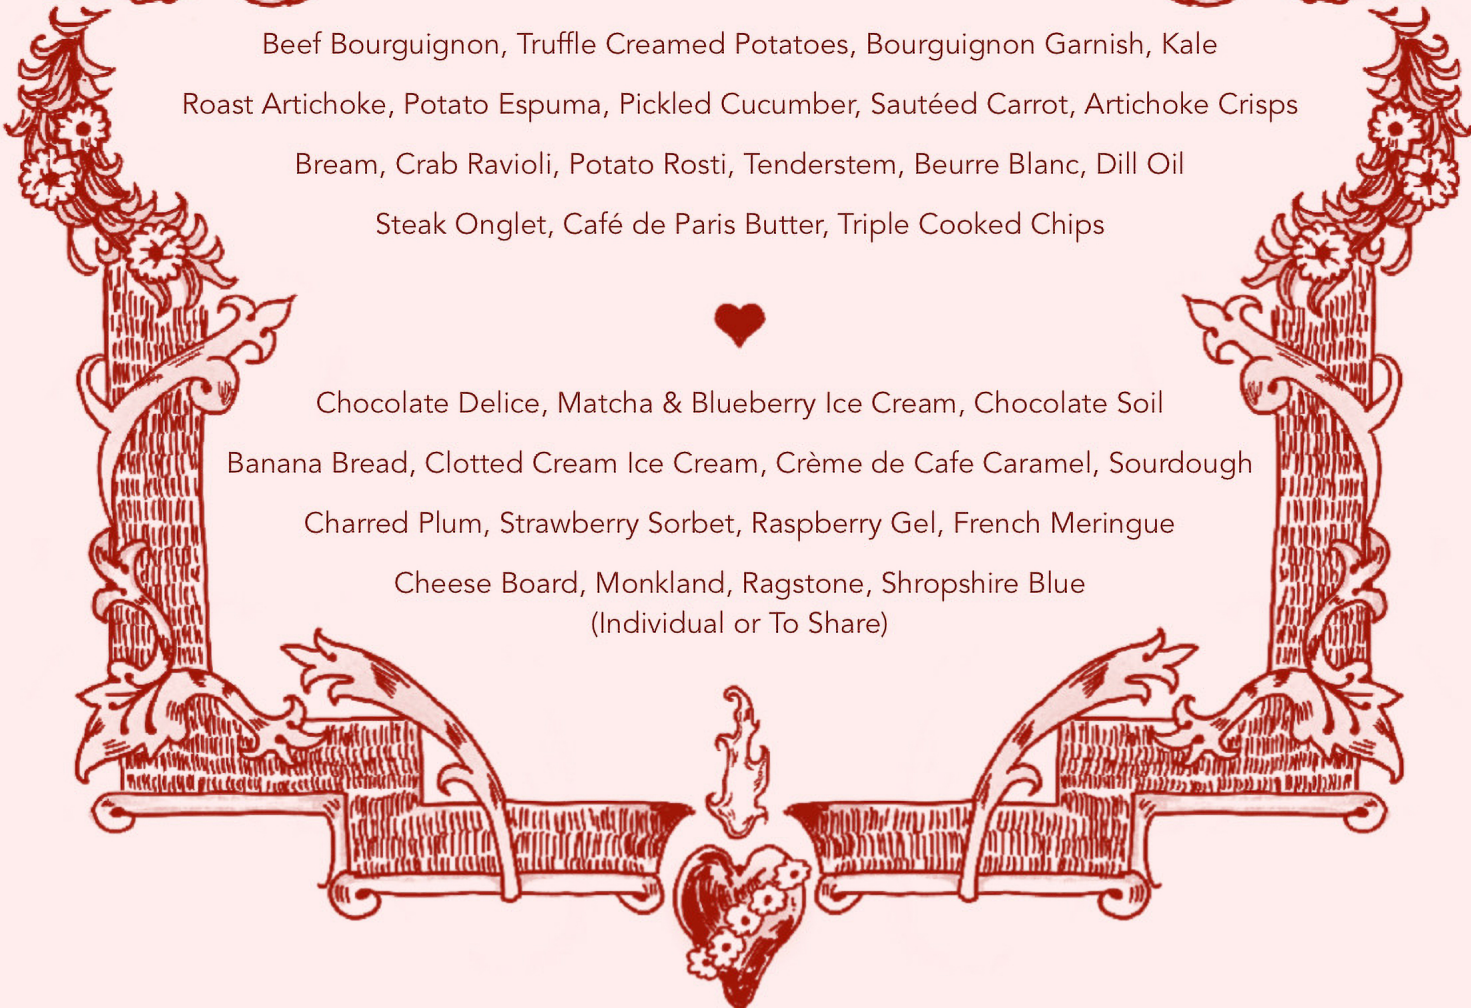 Beef Bourguignon, Truffle Creamed Potatoes, Bourguignon Garnish, Kale
Roast Artichoke, Potato Espuma, Pickled Cucumber, Sautéed Carrot, Artichoke Crisps
Bream, Crab Ravioli, Potato Rosti, Tenderstem, Beurre Blanc, Dill Oil
Steak Onglet, Café de Paris Butter, Triple Cooked Chips
Chocolate Delice, Matcha & Blueberry Ice Cream, Chocolate Soil
Banana Bread, Clotted Cream Ice Cream, Crème de Cafe Caramel, Sourdough
Charred Plum, Strawberry Sorbet, Raspberry Gel, French Meringue
Cheese Board, Monkland, Ragstone, Shropshire Blue
(Individual or To Share)